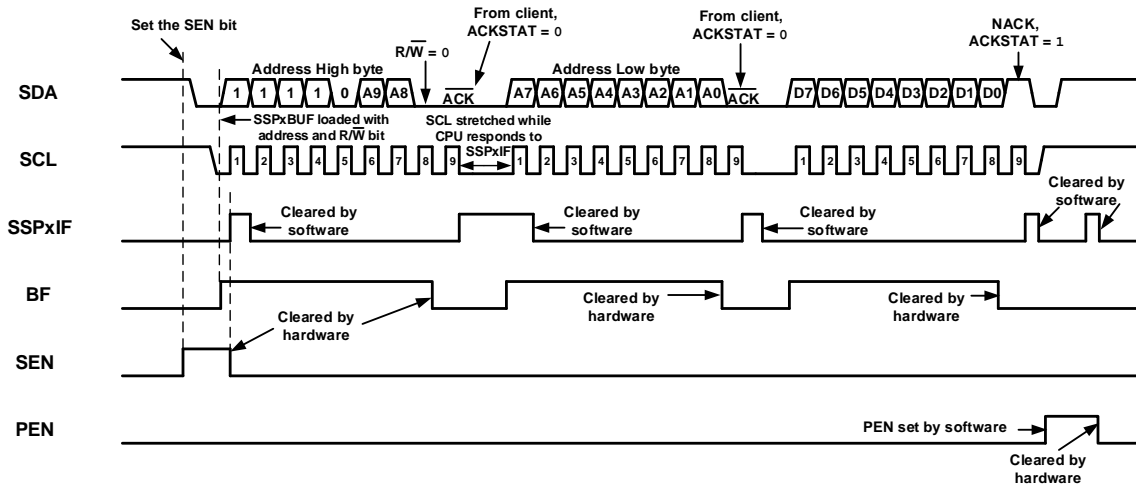 Set the SEN bit
From client,
ACKSTAT = 0
R/W = 0
From client,
ACKSTAT = 0
NACK,
ACKSTAT = 1
Address High byte
Address Low byte
SDA
1 1 1 1 0 A9 A8
ACK
A7 A6 A5 A4 A3 A2 A1 A0
ACK
D7 D6 D5 D4 D3 D2 D1 D0
SSPxBUF loaded with
address and R/W bit
SCL stretched while
CPU responds to
SSPxIF
SCL
1 2 3 4 5 6 7 8 9
1 2 3 4 5 6 7 8 9
1 2 3 4 5 6 7 8 9
SSPxIF
Cleared by
software
Cleared by
software
Cleared by
software
Cleared by
software
BF
Cleared by
hardware
Cleared by
hardware
Cleared by
hardware
SEN
PEN
PEN set by software
Cleared by
hardware